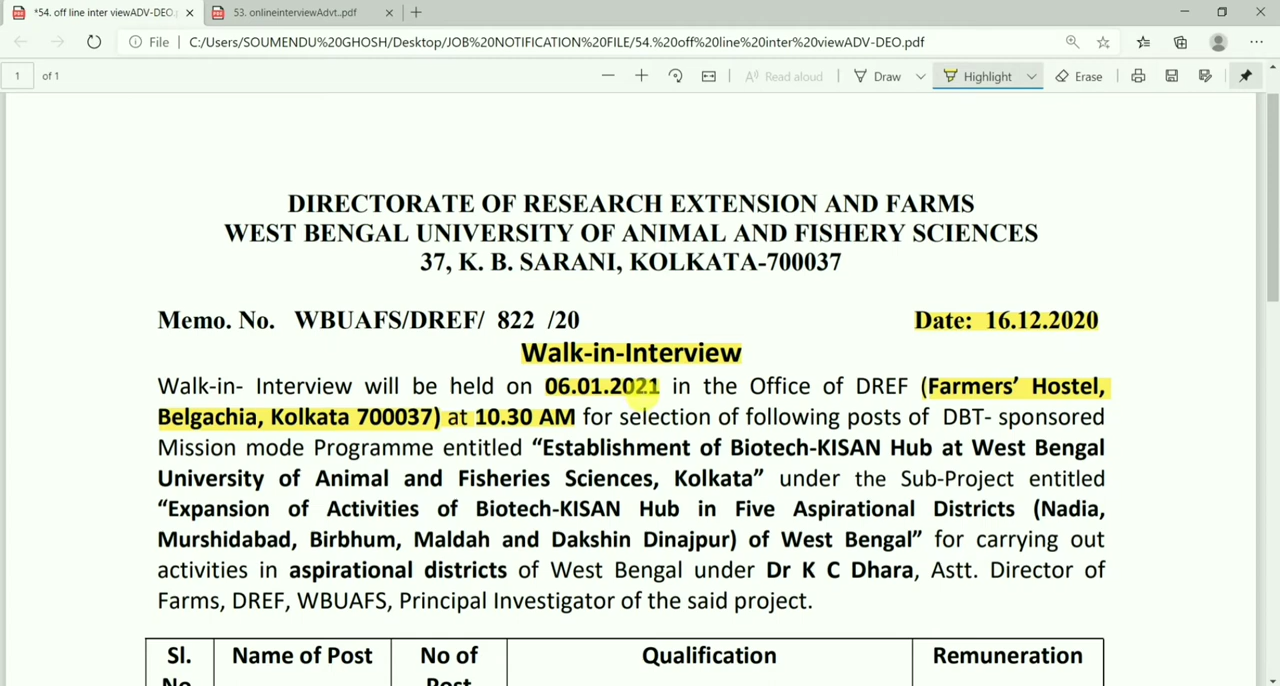 *54. off line inter viewADV-DEO.p
53. onlineinterviewAdvt..pdf
File
C:/Users/SOUMENDU%20GHOSH/Desktop/JOB%20NOTIFICATION%20FILE/54.%20off%20line%20inter%20viewADV-DEO.pdf
1 of 1
Read aloud
Draw
Highlight
Erase
DIRECTORATE OF RESEARCH EXTENSION AND FARMS
WEST BENGAL UNIVERSITY OF ANIMAL AND FISHERY SCIENCES
37, K. B. SARANI, KOLKATA-700037
Memo. No. WBUAFS/DREF/ 822 /20 Date: 16.12.2020
Walk-in-Interview
Walk-in- Interview will be held on 06.01.2021 in the Office of DREF (Farmers’ Hostel,
Belgachia, Kolkata 700037) at 10.30 AM for selection of following posts of DBT- sponsored
Mission mode Programme entitled “Establishment of Biotech-KISAN Hub at West Bengal
University of Animal and Fisheries Sciences, Kolkata” under the Sub-Project entitled
“Expansion of Activities of Biotech-KISAN Hub in Five Aspirational Districts (Nadia,
Murshidabad, Birbhum, Maldah and Dakshin Dinajpur) of West Bengal” for carrying out
activities in aspirational districts of West Bengal under Dr K C Dhara, Astt. Director of
Farms, DREF, WBUAFS, Principal Investigator of the said project.
Sl. Name of Post No of Qualification Remuneration
No Post